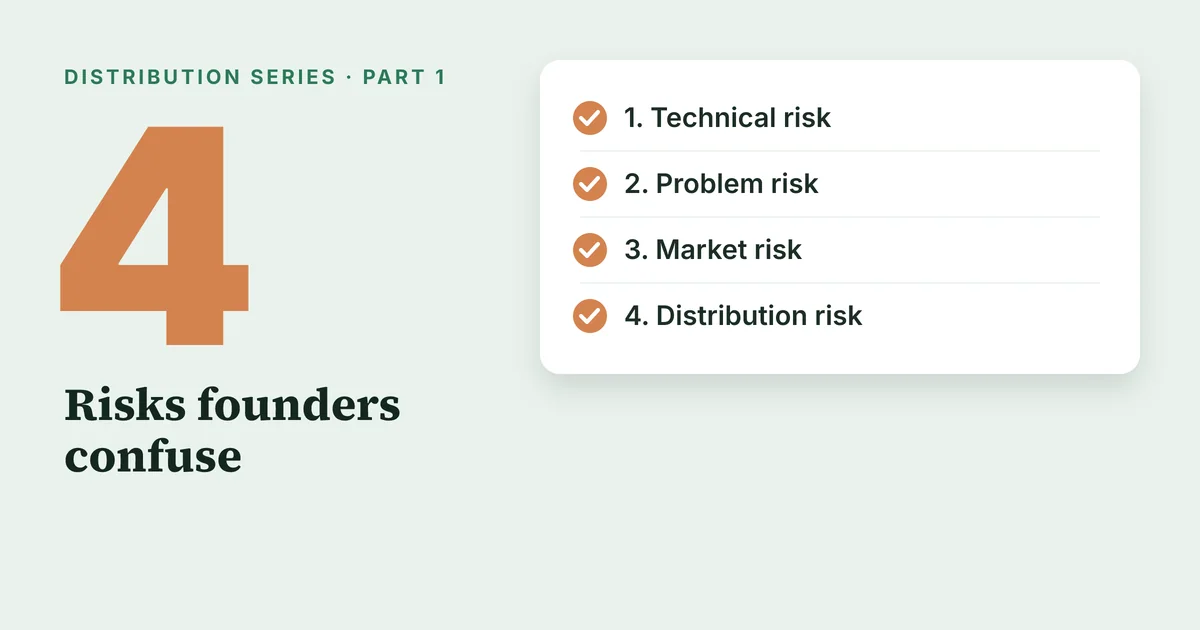 DISTRIBUTION SERIES · PART 1
4
Risks founders
confuse
1. Technical risk
2. Problem risk
3. Market risk
4. Distribution risk